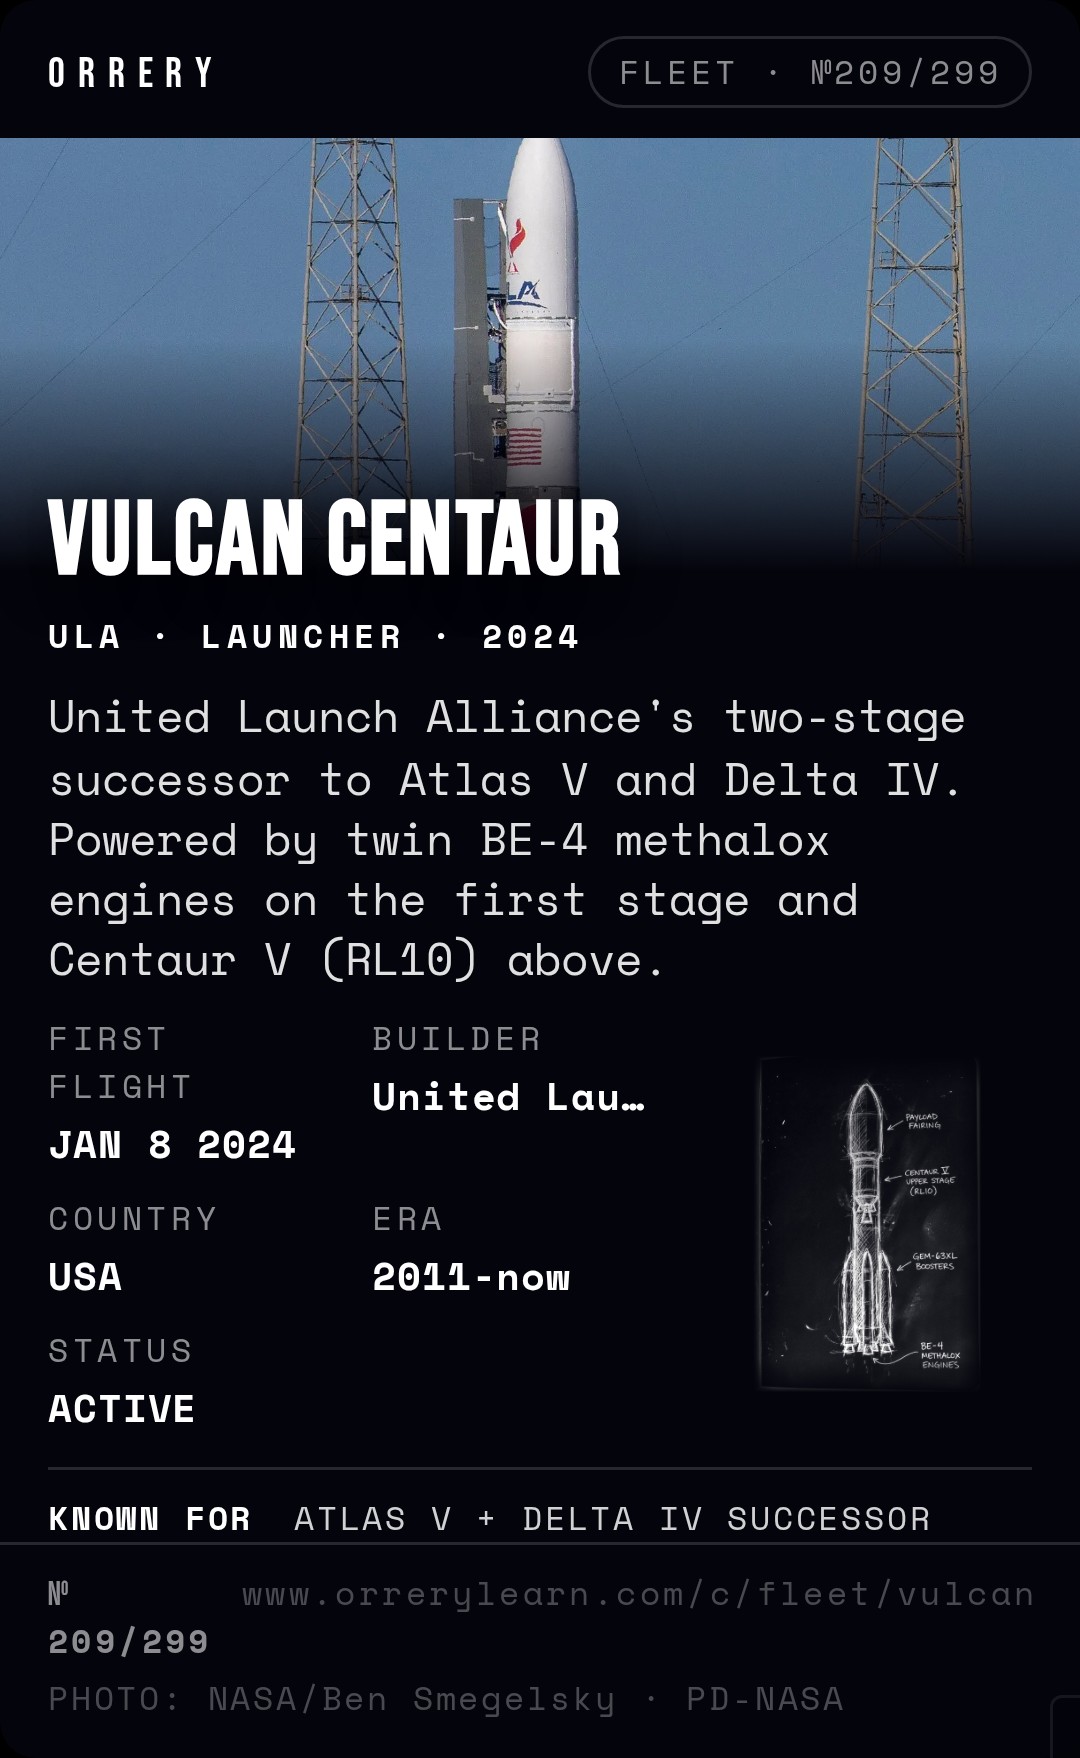 ORRERY
FLEET · №209/299
LA
VULCAN CENTAUR
ULA · LAUNCHER · 2024
United Launch Alliance's two-stage
successor to Atlas V and Delta IV.
Powered by twin BE-4 methalox
engines on the first stage and
Centaur V (RL10) above.
FIRST
FLIGHT
JAN 8 2024
BUILDER
United Lau…
COUNTRY
USA
ERA
2011-now
STATUS
ACTIVE
PAYLOAD
FAIRING
CENTAUR V
UPPER STAGE
(RL10)
GEM-63XL
BOOSTERS
BE-4
METHALOX
ENGINES
KNOWN FOR ATLAS V + DELTA IV SUCCESSOR
№
209/299
www.orrerylearn.com/c/fleet/vulcan
PHOTO: NASA/Ben Smegelsky · PD-NASA